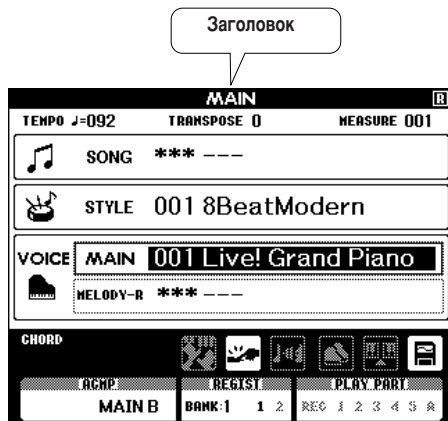 Заголовок
MAIN R
TEMPO ♩=092 TRANSPOSE 0 MEASURE 001
SONG *** ---
STYLE 001 8BeatModern
VOICE MAIN 001 Live! Grand Piano
MELODY-R *** ---
CHORD
ACMP REGIST PLAY PART
MAIN B BANK:1 1 2 REC 1 2 3 4 5 A